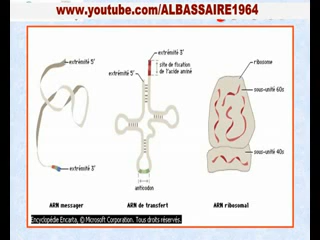 www.youtube.com/ALBASSAIRE1964
extrémité 3'
extrémité 5'
extrémité 5'
site de fixation
de l'acide aminé
ribosome
sous-unité 60s
sous-unité 40s
extrémité 3'
anticodon
ARN messager
ARN de transfert
ARN ribosomal
Encyclopédie Encarta, © Microsoft Corporation. Tous droits réservés.